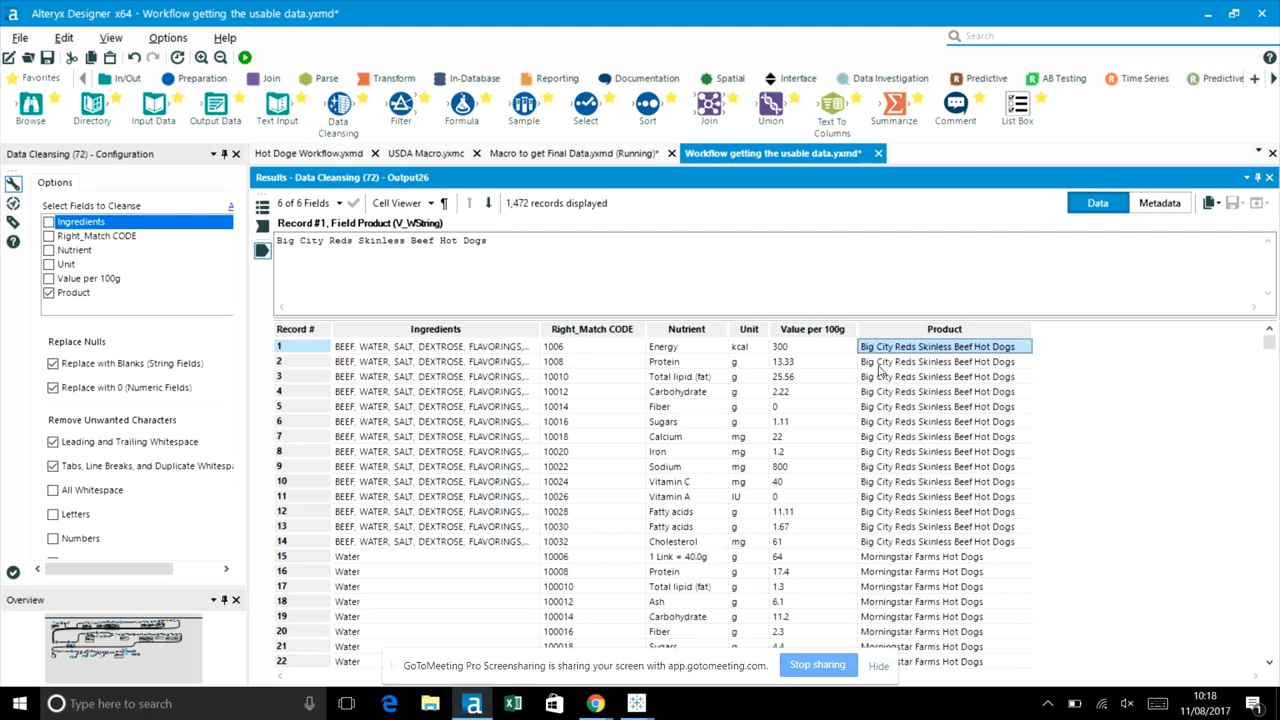 Alteryx Designer x64 - Workflow getting the usable data.yxmd*
File Edit View Options Help
Search
Favorites In/Out Preparation Join Parse Transform In-Database Reporting Documentation Spatial Interface Data Investigation Predictive AB Testing Time Series Predictive
Browse Directory Input Data Output Data Text Input Data Cleansing Filter Formula Sample Select Sort Join Union Text To Columns Summarize Comment List Box
Data Cleansing (72) - Configuration
Hot Doge Workflow.yxmd USDA Macro.yxmc Macro to get Final Data.yxmd (Running)* Workflow getting the usable data.yxmd*
Options
Select Fields to Cleanse A
Ingredients
Right_Match CODE
Nutrient
Unit
Value per 100g
Product
Replace Nulls
Replace with Blanks (String Fields)
Replace with 0 (Numeric Fields)
Remove Unwanted Characters
Leading and Trailing Whitespace
Tabs, Line Breaks, and Duplicate Whitespa
All Whitespace
Letters
Numbers
Overview
Results - Data Cleansing (72) - Output26
6 of 6 Fields Cell Viewer ¶ 1,472 records displayed Data Metadata
Record #1, Field Product (V_WString)
Big City Reds Skinless Beef Hot Dogs
Record # Ingredients Right_Match CODE Nutrient Unit Value per 100g Product
1 BEEF, WATER, SALT, DEXTROSE, FLAVORINGS,... 1006 Energy kcal 300 Big City Reds Skinless Beef Hot Dogs
2 BEEF, WATER, SALT, DEXTROSE, FLAVORINGS,... 1008 Protein g 13.33 Big City Reds Skinless Beef Hot Dogs
3 BEEF, WATER, SALT, DEXTROSE, FLAVORINGS,... 10010 Total lipid (fat) g 25.56 Big City Reds Skinless Beef Hot Dogs
4 BEEF, WATER, SALT, DEXTROSE, FLAVORINGS,... 10012 Carbohydrate g 2.22 Big City Reds Skinless Beef Hot Dogs
5 BEEF, WATER, SALT, DEXTROSE, FLAVORINGS,... 10014 Fiber g 0 Big City Reds Skinless Beef Hot Dogs
6 BEEF, WATER, SALT, DEXTROSE, FLAVORINGS,... 10016 Sugars g 1.11 Big City Reds Skinless Beef Hot Dogs
7 BEEF, WATER, SALT, DEXTROSE, FLAVORINGS,... 10018 Calcium mg 22 Big City Reds Skinless Beef Hot Dogs
8 BEEF, WATER, SALT, DEXTROSE, FLAVORINGS,... 10020 Iron mg 1.2 Big City Reds Skinless Beef Hot Dogs
9 BEEF, WATER, SALT, DEXTROSE, FLAVORINGS,... 10022 Sodium mg 800 Big City Reds Skinless Beef Hot Dogs
10 BEEF, WATER, SALT, DEXTROSE, FLAVORINGS,... 10024 Vitamin C mg 40 Big City Reds Skinless Beef Hot Dogs
11 BEEF, WATER, SALT, DEXTROSE, FLAVORINGS,... 10026 Vitamin A IU 0 Big City Reds Skinless Beef Hot Dogs
12 BEEF, WATER, SALT, DEXTROSE, FLAVORINGS,... 10028 Fatty acids g 11.11 Big City Reds Skinless Beef Hot Dogs
13 BEEF, WATER, SALT, DEXTROSE, FLAVORINGS,... 10030 Fatty acids g 1.67 Big City Reds Skinless Beef Hot Dogs
14 BEEF, WATER, SALT, DEXTROSE, FLAVORINGS,... 10032 Cholesterol mg 61 Big City Reds Skinless Beef Hot Dogs
15 Water 10006 1 Link = 40.0g g 64 Morningstar Farms Hot Dogs
16 Water 10008 Protein g 17.4 Morningstar Farms Hot Dogs
17 Water 100010 Total lipid (fat) g 1.3 Morningstar Farms Hot Dogs
18 Water 100012 Ash g 6.1 Morningstar Farms Hot Dogs
19 Water 100014 Carbohydrate g 11.2 Morningstar Farms Hot Dogs
20 Water 100016 Fiber g 2.3 Morningstar Farms Hot Dogs
21 Water 100018 Sugars g 4.4 Morningstar Farms Hot Dogs
22 Water Morningstar Farms Hot Dogs
GoToMeeting Pro Screensharing is sharing your screen with app.gotomeeting.com. Stop sharing Hide
Type here to search
10:18
11/08/2017